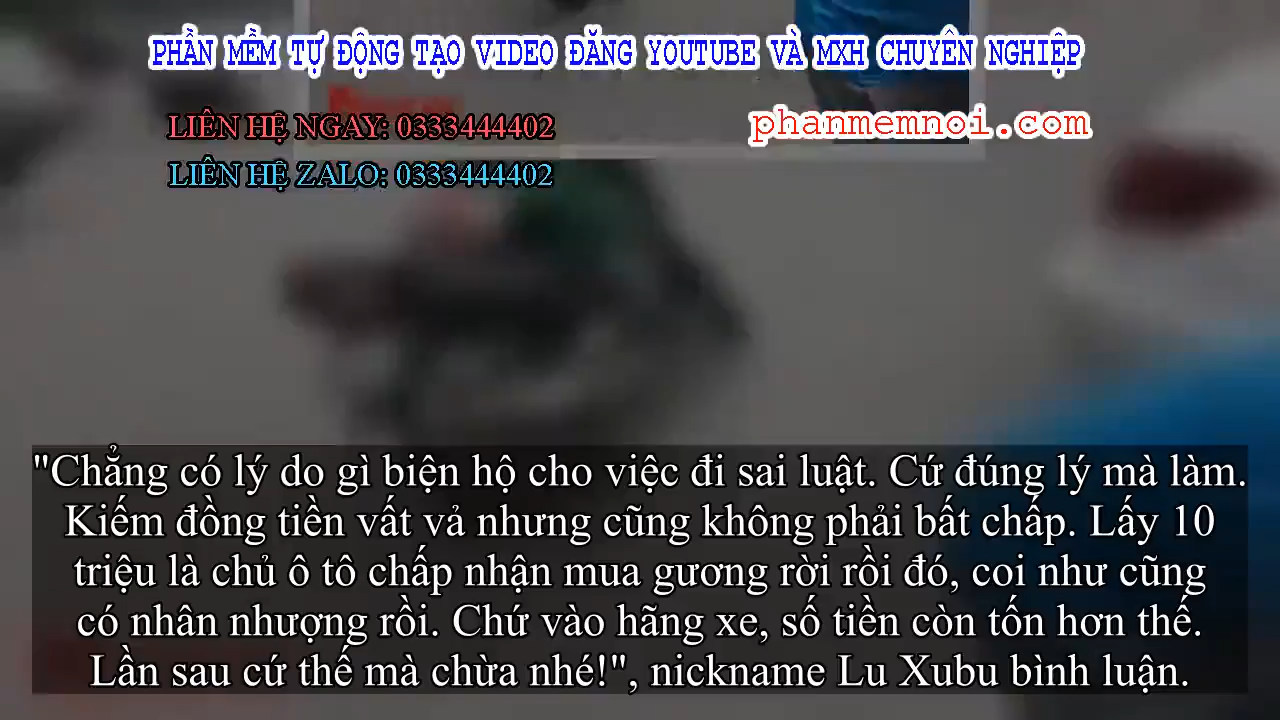 PHẦN MỀM TỰ ĐỘNG TẠO VIDEO ĐĂNG YOUTUBE VÀ MXH CHUYÊN NGHIỆP
LIÊN HỆ NGAY: 0333444402
phanmemnoi.com
LIÊN HỆ ZALO: 0333444402
"Chẳng có lý do gì biện hộ cho việc đi sai luật. Cứ đúng lý mà làm.
Kiếm đồng tiền vất vả nhưng cũng không phải bất chấp. Lấy 10
triệu là chủ ô tô chấp nhận mua gương rời rồi đó, coi như cũng
có nhân nhượng rồi. Chứ vào hãng xe, số tiền còn tốn hơn thế.
Lần sau cứ thế mà chừa nhé!", nickname Lu Xubu bình luận.